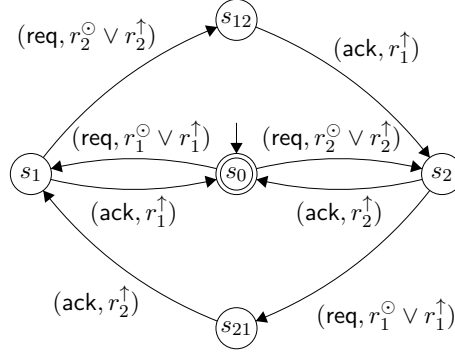 s₁₂
(req, r₂^⊙ ∨ r₂^↑)
(ack, r₁^↑)
(req, r₁^⊙ ∨ r₁^↑)
(req, r₂^⊙ ∨ r₂^↑)
s₁
s₀
s₂
(ack, r₁^↑)
(ack, r₂^↑)
(ack, r₂^↑)
(req, r₁^⊙ ∨ r₁^↑)
s₂₁